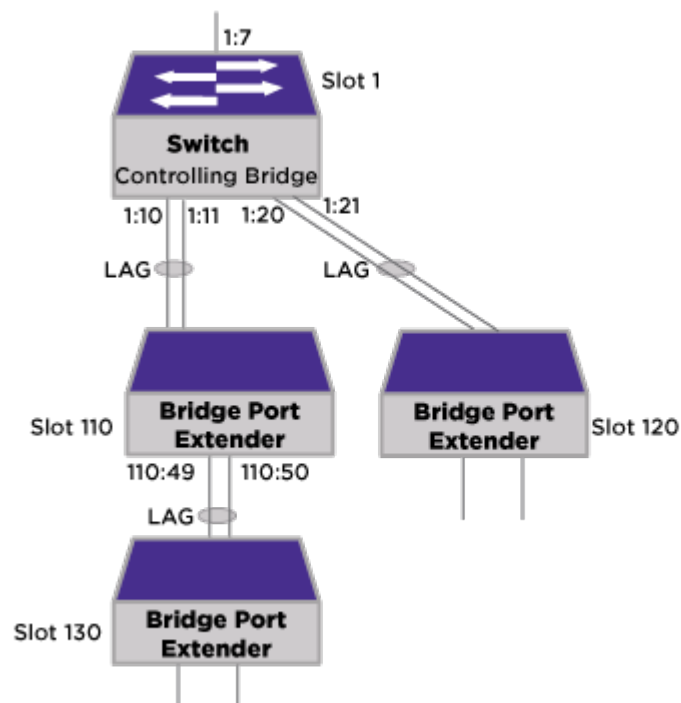 1:7
Slot 1
Switch
Controlling Bridge
1:10
1:11
1:20
1:21
LAG
LAG
Slot 110
Bridge Port
Extender
Bridge Port
Extender
Slot 120
110:49
110:50
LAG
Slot 130
Bridge Port
Extender